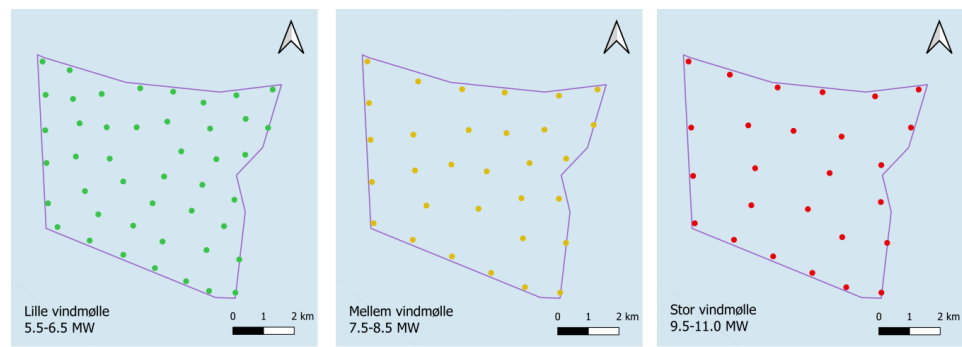 Lille vindmølle
5.5-6.5 MW
0 1 2 km
Mellem vindmølle
7.5-8.5 MW
0 1 2 km
Stor vindmølle
9.5-11.0 MW
0 1 2 km